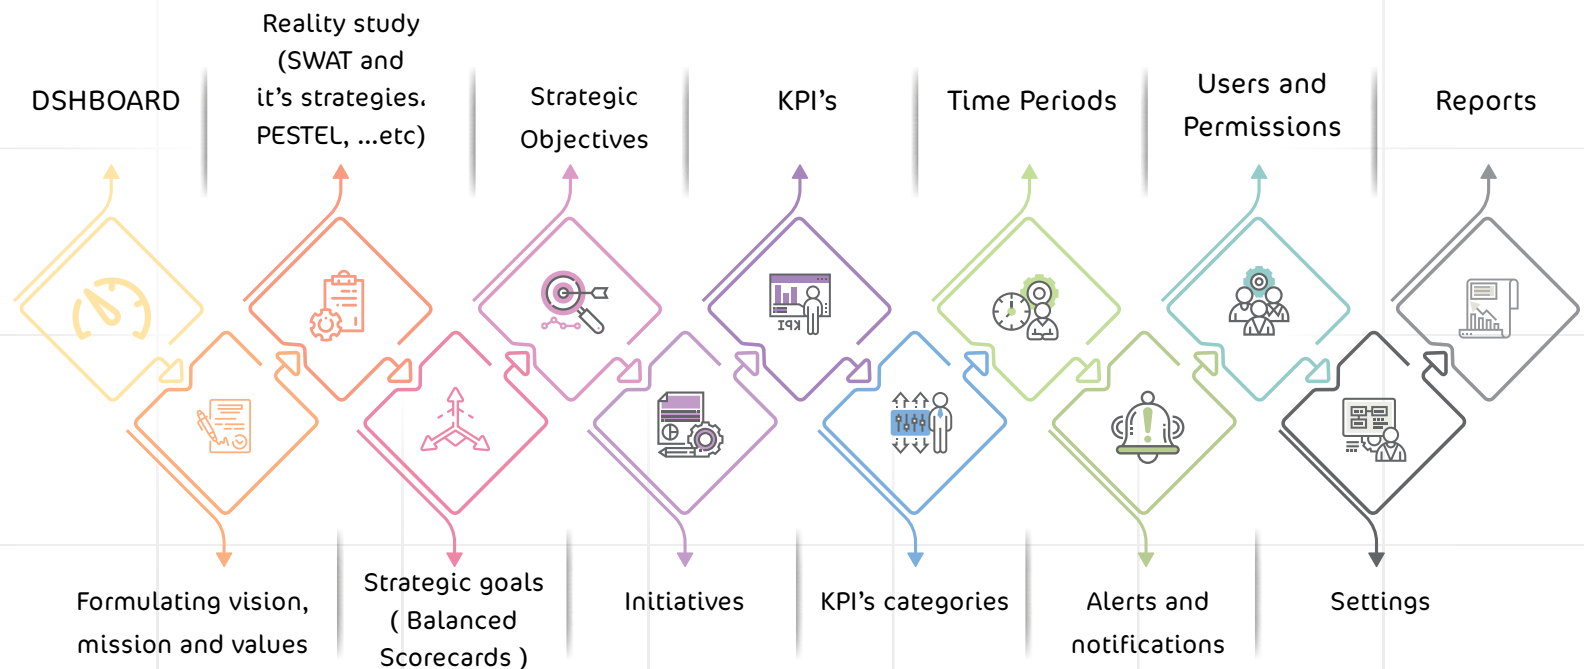 DSHBOARD
Reality study
(SWAT and
it's strategies،
PESTEL, ...etc)
Strategic
Objectives
KPI's
Time Periods
Users and
Permissions
Reports
KPI
Formulating vision,
mission and values
Strategic goals
( Balanced
Scorecards )
Initiatives
KPI's categories
Alerts and
notifications
Settings